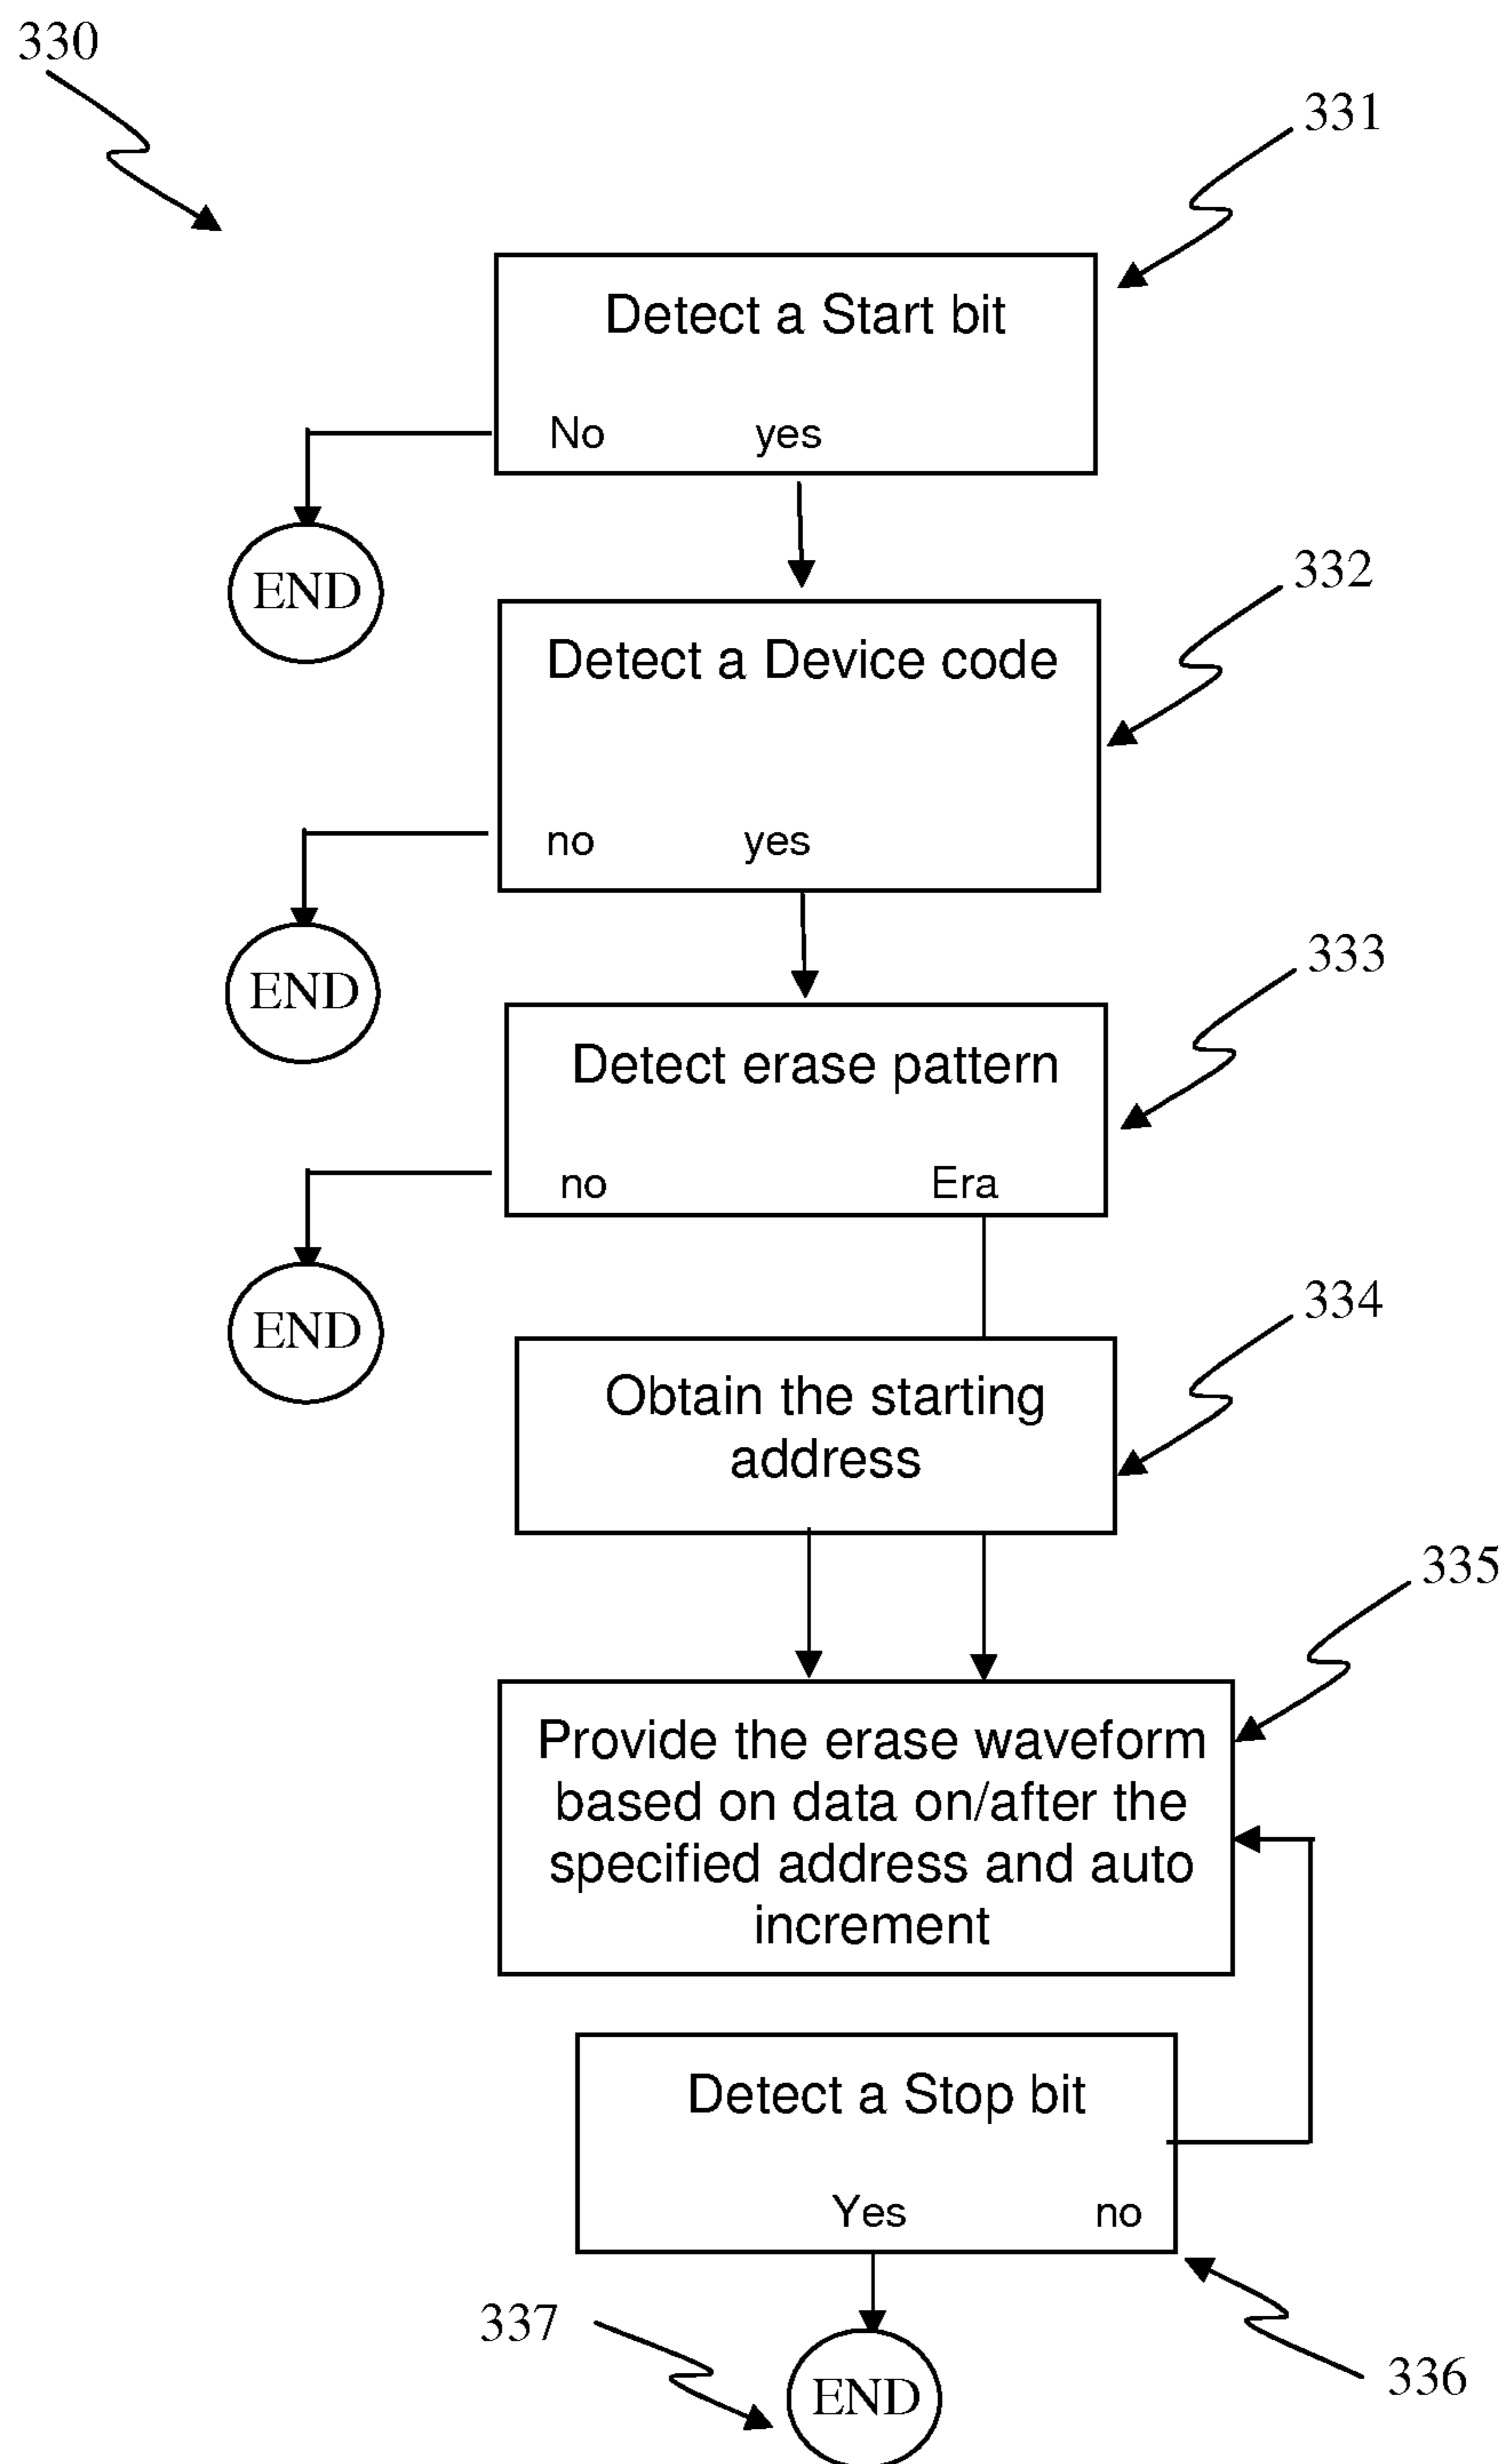 330
331
Detect a Start bit
No yes
END
332
Detect a Device code
no yes
END
333
Detect erase pattern
no Era
END
334
Obtain the starting
address
335
Provide the erase waveform
based on data on/after the
specified address and auto
increment
Detect a Stop bit
Yes no
337
336
END